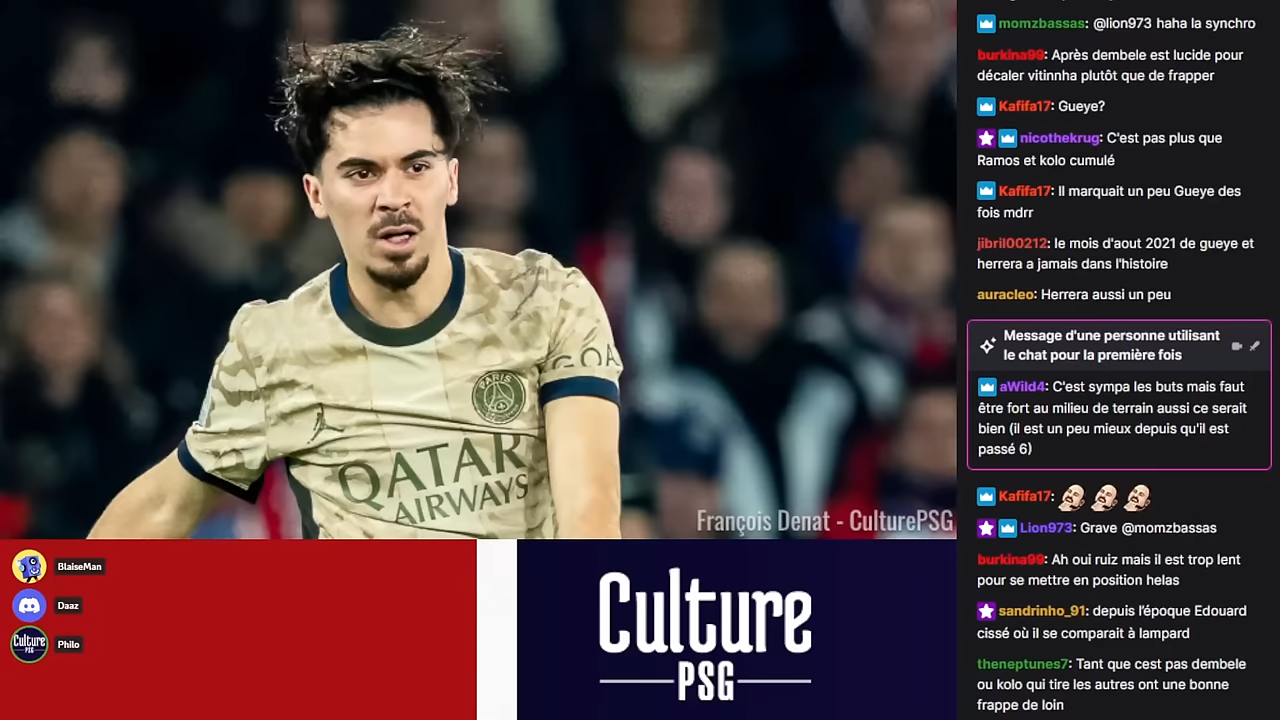 GOA
PARIS
QATAR
AIRWAYS
François Denat - CulturePSG
BlaiseMan
Daaz
Culture
PSG
Philo
Culture
PSG
momzbassas: @lion973 haha la synchro
burkina99: Après dembele est lucide pour
décaler vitinnha plutôt que de frapper
Kafifa17: Gueye?
nicothekrug: C'est pas plus que
Ramos et kolo cumulé
Kafifa17: Il marquait un peu Gueye des
fois mdrr
jibril00212: le mois d'aout 2021 de gueye et
herrera a jamais dans l'histoire
auracleo: Herrera aussi un peu
Message d'une personne utilisant
le chat pour la première fois
aWild4: C'est sympa les buts mais faut
être fort au milieu de terrain aussi ce serait
bien (il est un peu mieux depuis qu'il est
passé 6)
Kafifa17:
Lion973: Grave @momzbassas
burkina99: Ah oui ruiz mais il est trop lent
pour se mettre en position helas
sandrinho_91: depuis l'époque Edouard
cissé où il se comparait à lampard
theneptunes7: Tant que cest pas dembele
ou kolo qui tire les autres ont une bonne
frappe de loin